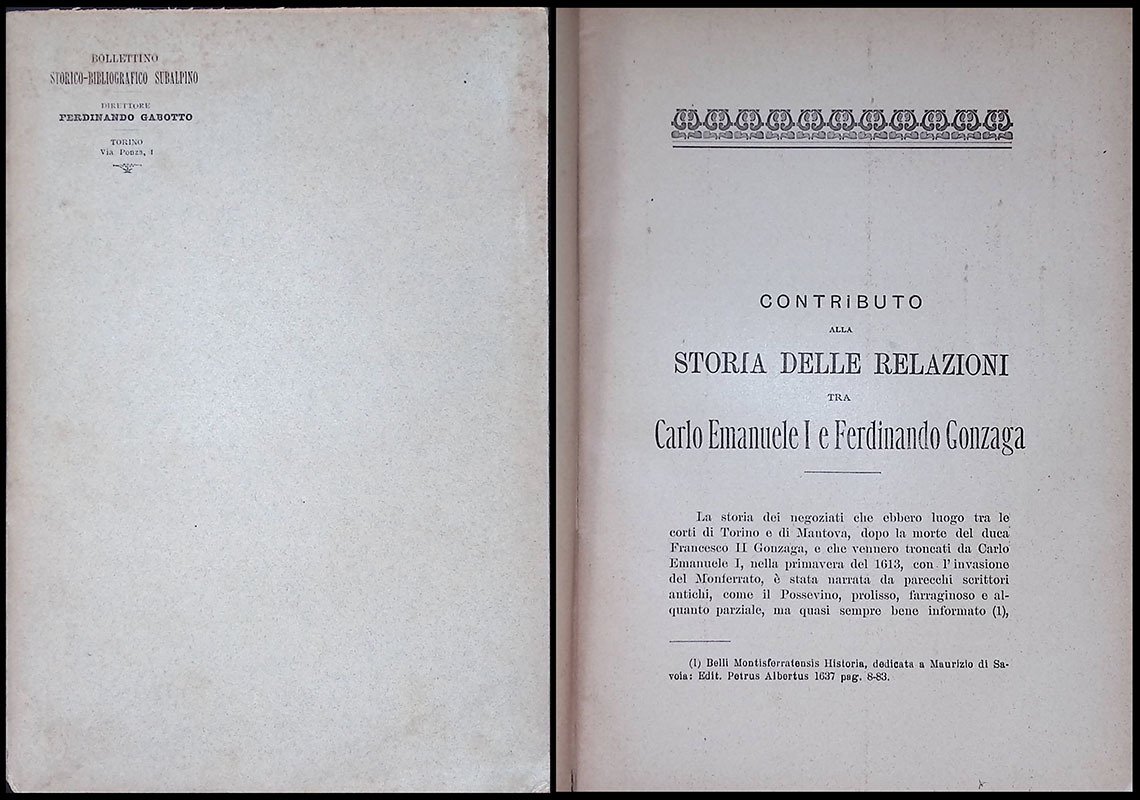 BOLLETTINO
STORICO-BIBLIOGRAFICO SUBALPINO
DIRETTORE
FERDINANDO GABOTTO
TORINO
Via Ponza, 1
CONTRIBUTO
ALLA
STORIA DELLE RELAZIONI
TRA
Carlo Emanuele I e Ferdinando Gonzaga
La storia dei negoziati che ebbero luogo tra le
corti di Torino e di Mantova, dopo la morte del duca
Francesco II Gonzaga, e che vennero troncati da Carlo
Emanuele I, nella primavera del 1613, con l'invasione
del Monferrato, è stata narrata da parecchi scrittori
antichi, come il Possevino, prolisso, farraginoso e al-
quanto parziale, ma quasi sempre bene informato (1),
(1) Belli Montisferratensis Historia, dedicata a Maurizio di Sa-
voia: Edit. Petrus Albertus 1637 pag. 8-83.